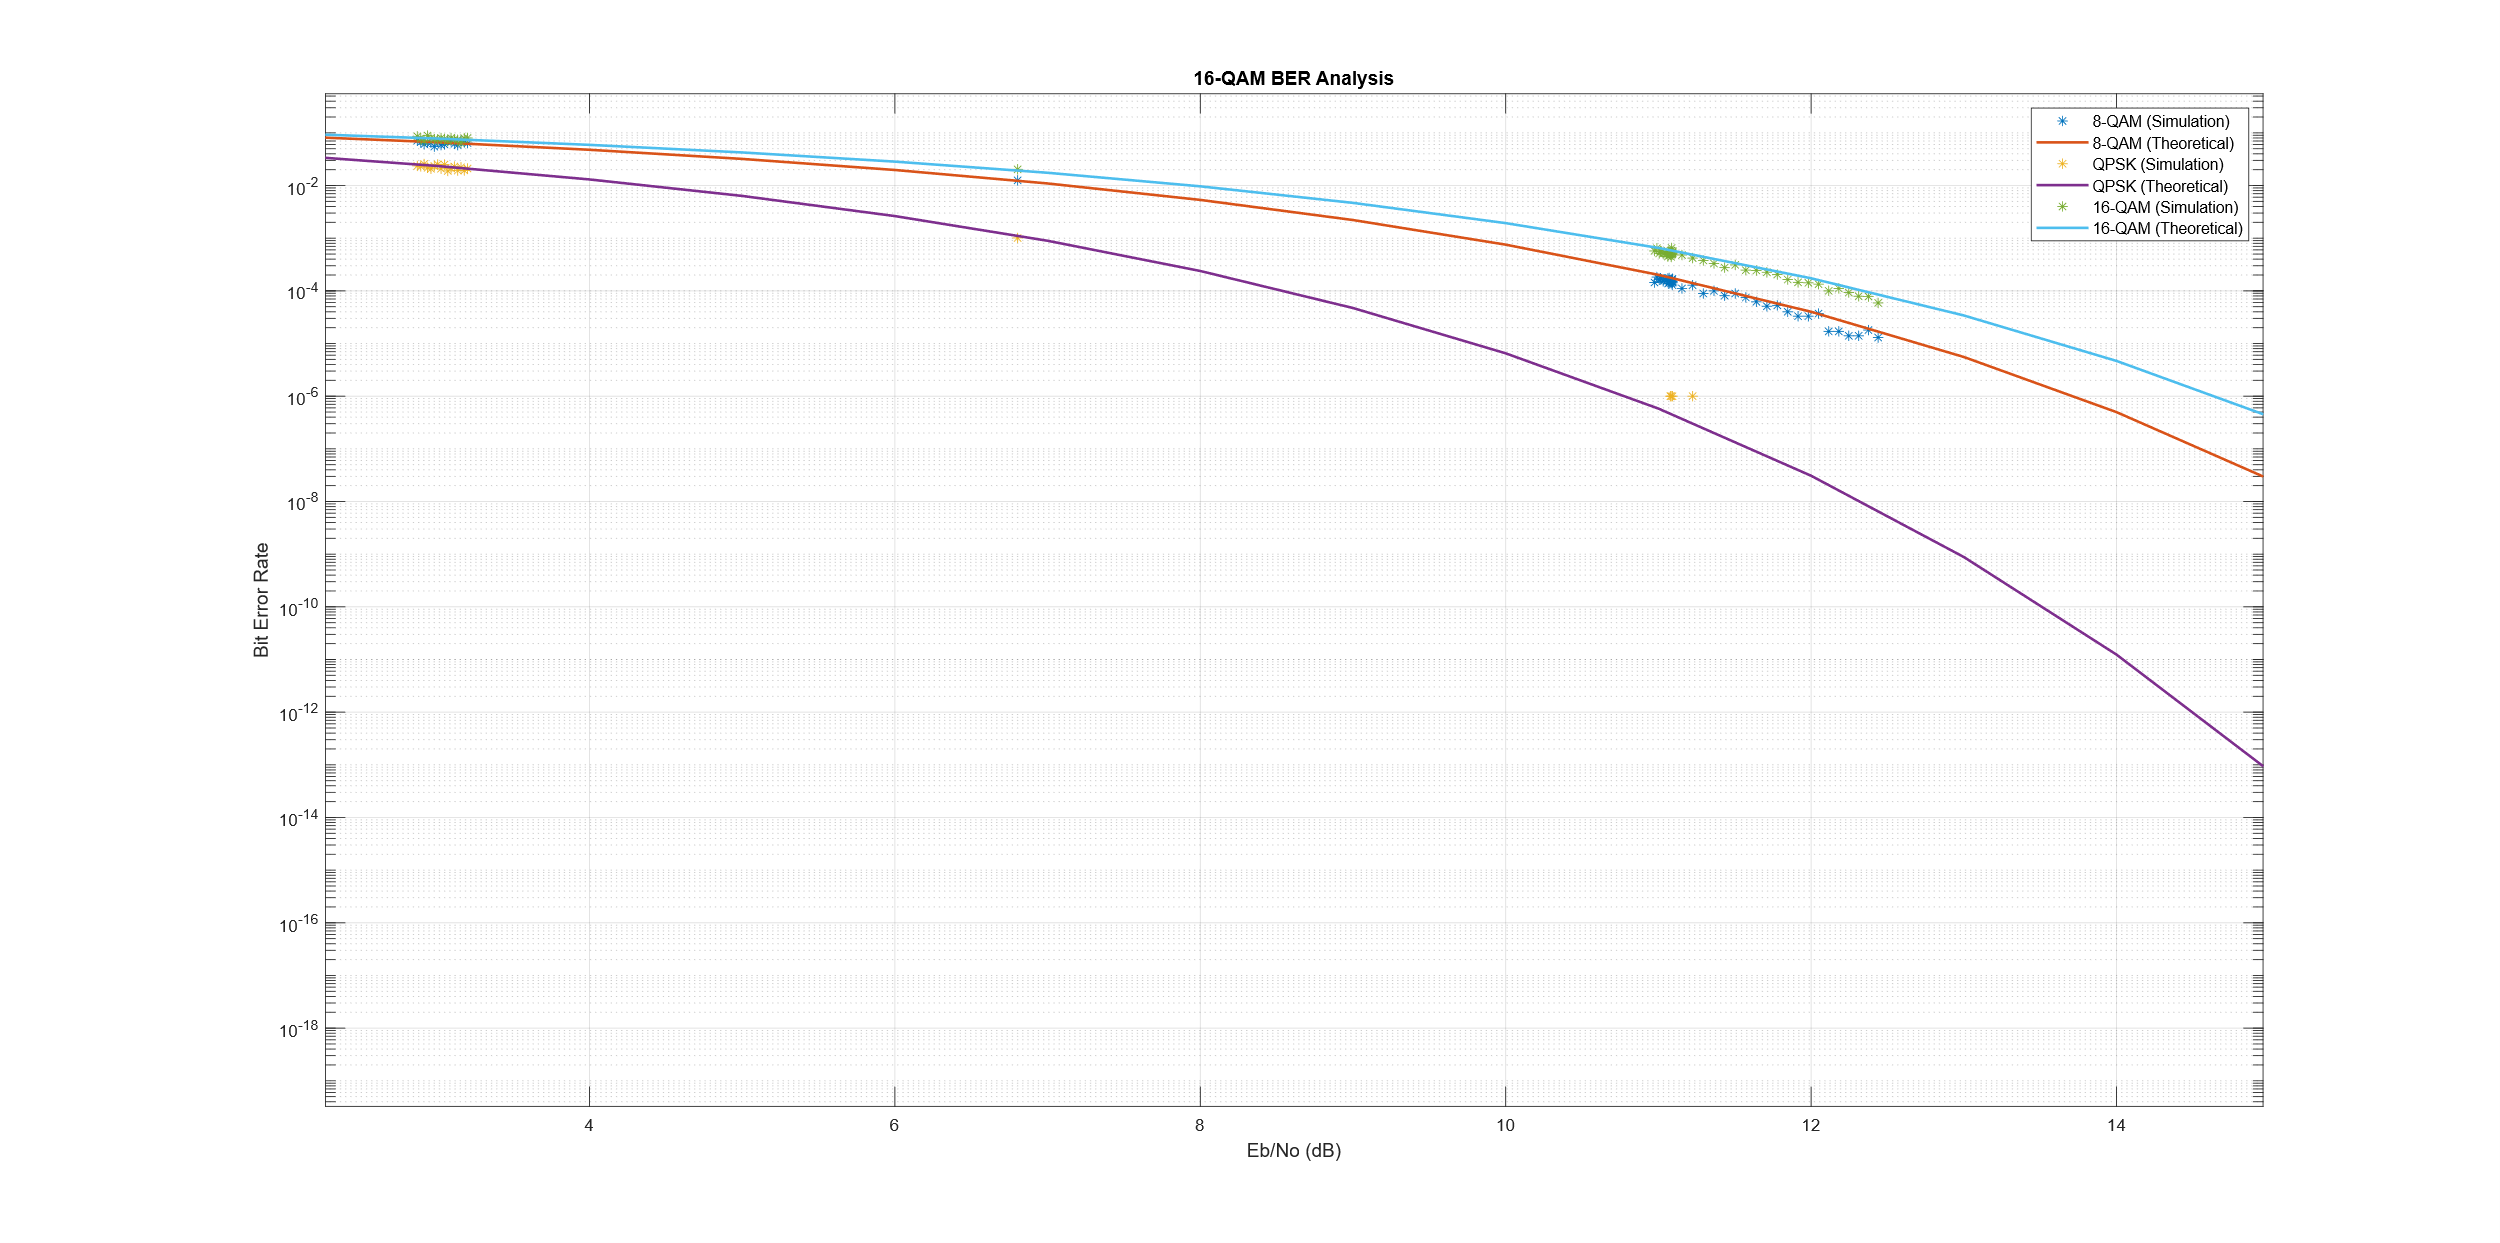 16-QAM BER Analysis
8-QAM (Simulation)
8-QAM (Theoretical)
QPSK (Simulation)
QPSK (Theoretical)
16-QAM (Simulation)
16-QAM (Theoretical)
10^-2
10^-4
10^-6
10^-8
10^-10
10^-12
10^-14
10^-16
10^-18
Bit Error Rate
4 6 8 10 12 14
Eb/No (dB)